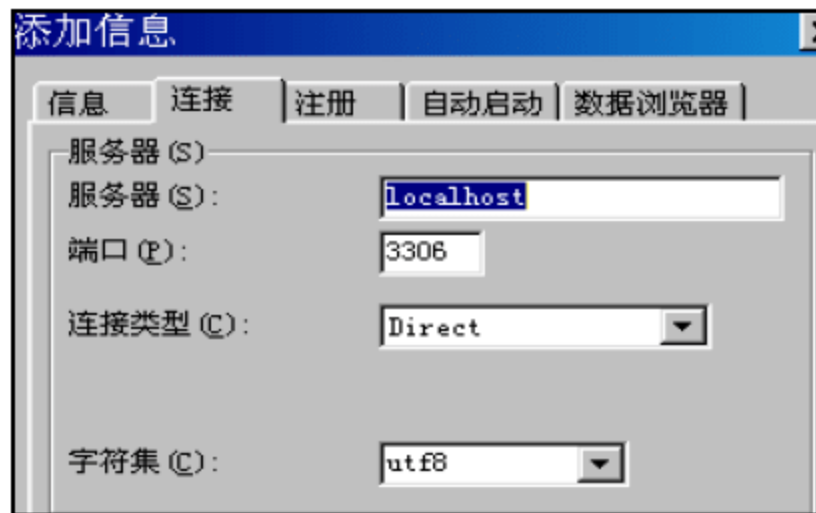 添加信息
信息 连接 注册 自动启动 数据浏览器
服务器(S)
服务器(S): localhost
端口(P): 3306
连接类型(C): Direct
字符集(C): utf8